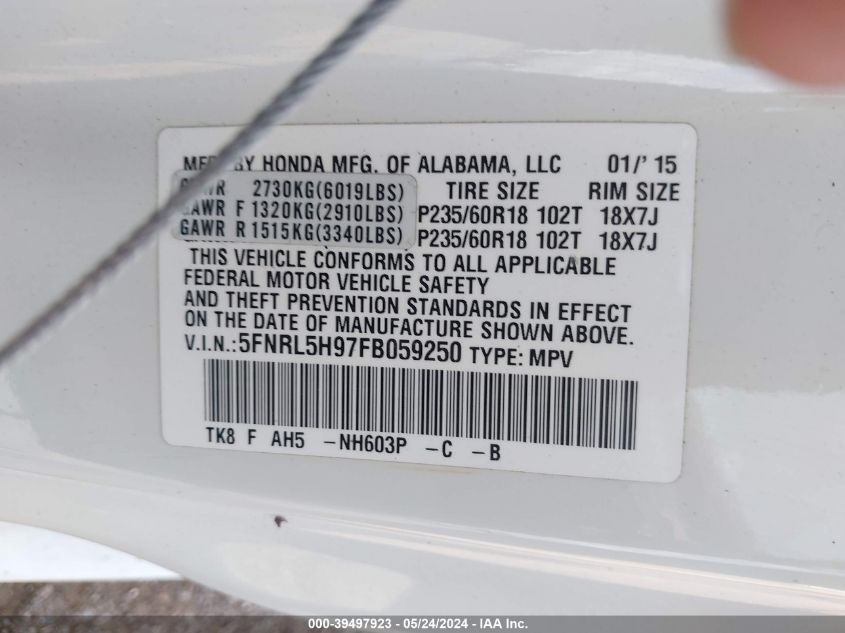 MFD BY HONDA MFG. OF ALABAMA, LLC 01/' 15
GVWR 2730KG(6019LBS) TIRE SIZE RIM SIZE
GAWR F 1320KG(2910LBS) P235/60R18 102T 18X7J
GAWR R 1515KG(3340LBS) P235/60R18 102T 18X7J
THIS VEHICLE CONFORMS TO ALL APPLICABLE
FEDERAL MOTOR VEHICLE SAFETY
AND THEFT PREVENTION STANDARDS IN EFFECT
ON THE DATE OF MANUFACTURE SHOWN ABOVE.
V.I.N.:5FNRL5H97FB059250 TYPE: MPV
TK8 F AH5 -NH603P -C -B
000-39497923 - 05/24/2024 - IAA Inc.